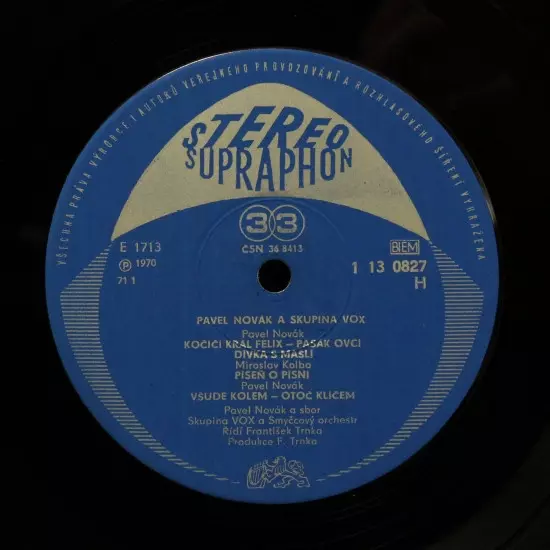 VŠECHNA PRÁVA VÝROBCE I AUTORŮ VEŘEJNÉHO PROVOZOVÁNÍ A ROZHLASOVÉHO ŠÍŘENÍ VYHRAZENA
STEREO
SUPRAPHON
33
E 1713
ČSN 36 8413
BIEM
Ⓟ 1970
1 13 0827
71 1
H
PAVEL NOVÁK A SKUPINA VOX
Pavel Novák
KOČIČÍ KRÁL FELIX – PASÁK OVCÍ
DÍVKA S MAŠLÍ
Miroslav Kolba
PÍSEŇ O PÍSNI
Pavel Novák
VŠUDE KOLEM – OTOČ KLÍČEM
Pavel Novák a sbor
Skupina VOX a Smyčcový orchestr
Řídí František Trnka
Produkce F. Trnka